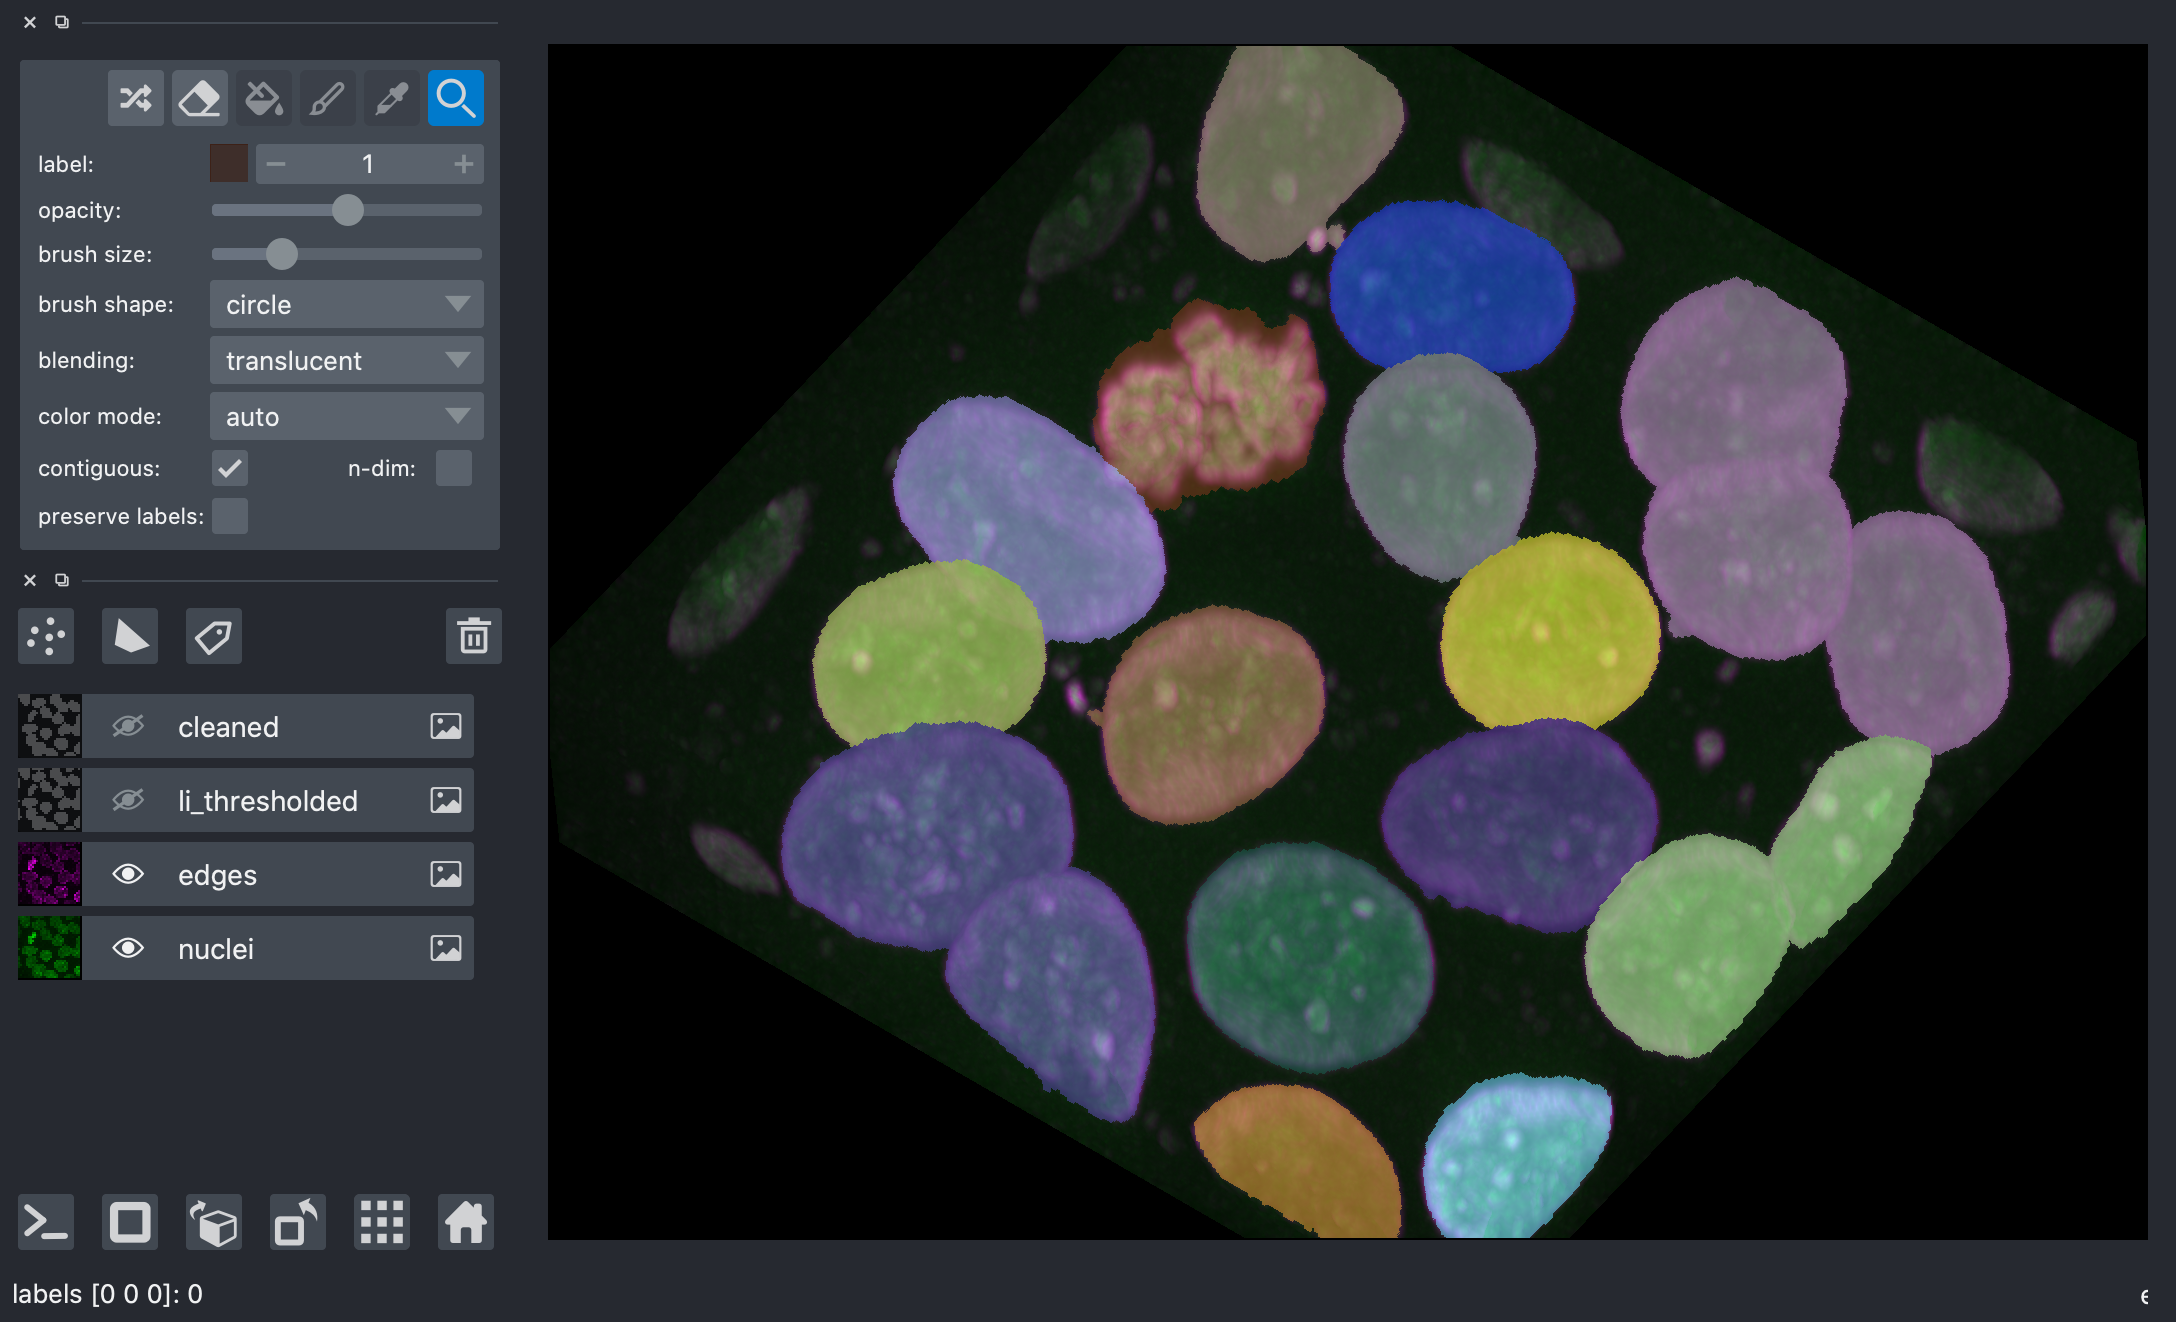 label: 1
opacity:
brush size:
brush shape: circle
blending: translucent
color mode: auto
contiguous: n-dim:
preserve labels:
cleaned
li_thresholded
edges
nuclei
labels [0 0 0]: 0